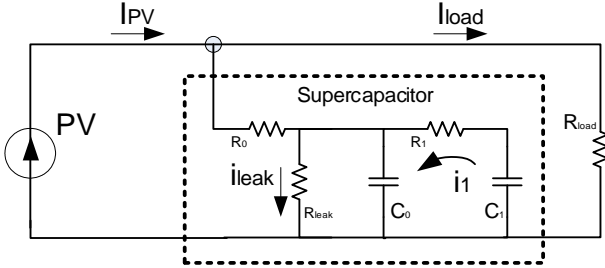 IPV
Iload
Supercapacitor
PV
R0
R1
Rload
ileak
i1
Rleak
C0
C1